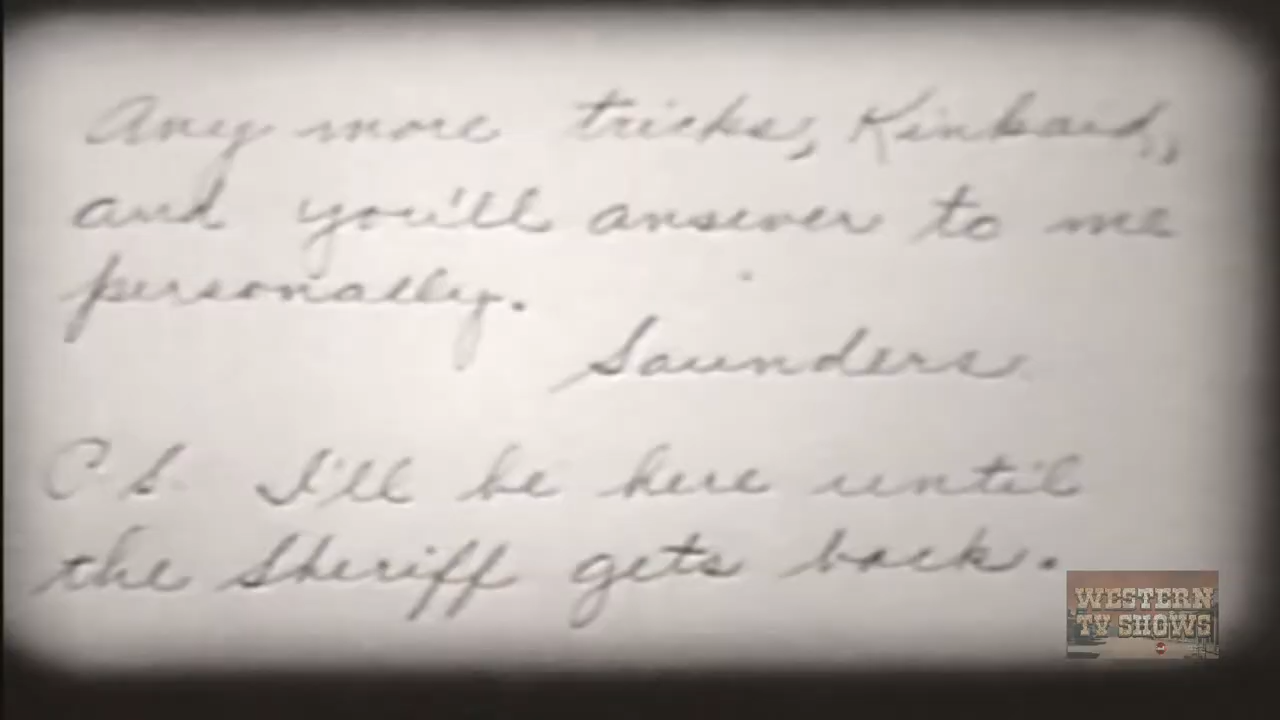 Any more tricks, Kinkaid,
and you'll answer to me
personally.
Saunders
P.S. I'll be here until
the Sheriff gets back.
WESTERN
TV SHOWS